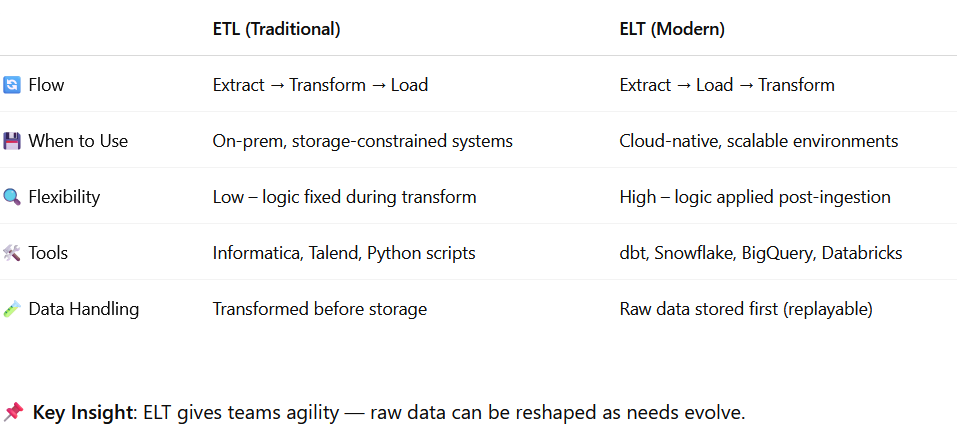 ETL (Traditional) ELT (Modern)
🔄 Flow Extract → Transform → Load Extract → Load → Transform
💾 When to Use On-prem, storage-constrained systems Cloud-native, scalable environments
🔍 Flexibility Low – logic fixed during transform High – logic applied post-ingestion
🛠️ Tools Informatica, Talend, Python scripts dbt, Snowflake, BigQuery, Databricks
🧪 Data Handling Transformed before storage Raw data stored first (replayable)
📌 Key Insight: ELT gives teams agility — raw data can be reshaped as needs evolve.